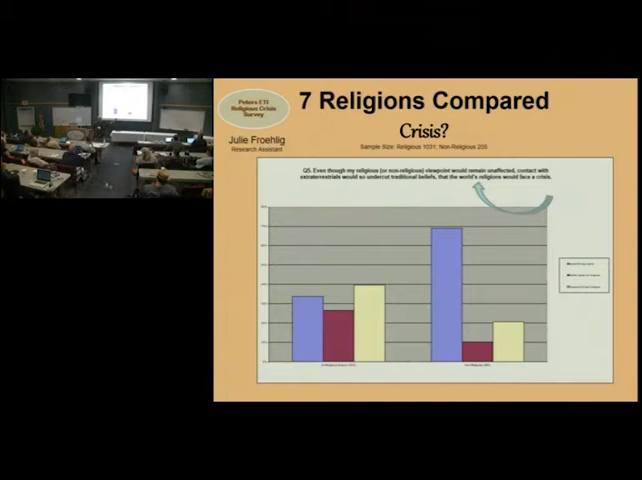 Peters ETI
Religious Crisis
Survey
7 Religions Compared
Crisis?
Julie Froehlig
Research Assistant
Sample Size: Religious 1031; Non-Religious 205
Q5. Even though my religious (or non-religious) viewpoint would remain unaffected, contact with
extraterrestrials would so undercut traditional beliefs, that the world's religions would face a crisis.